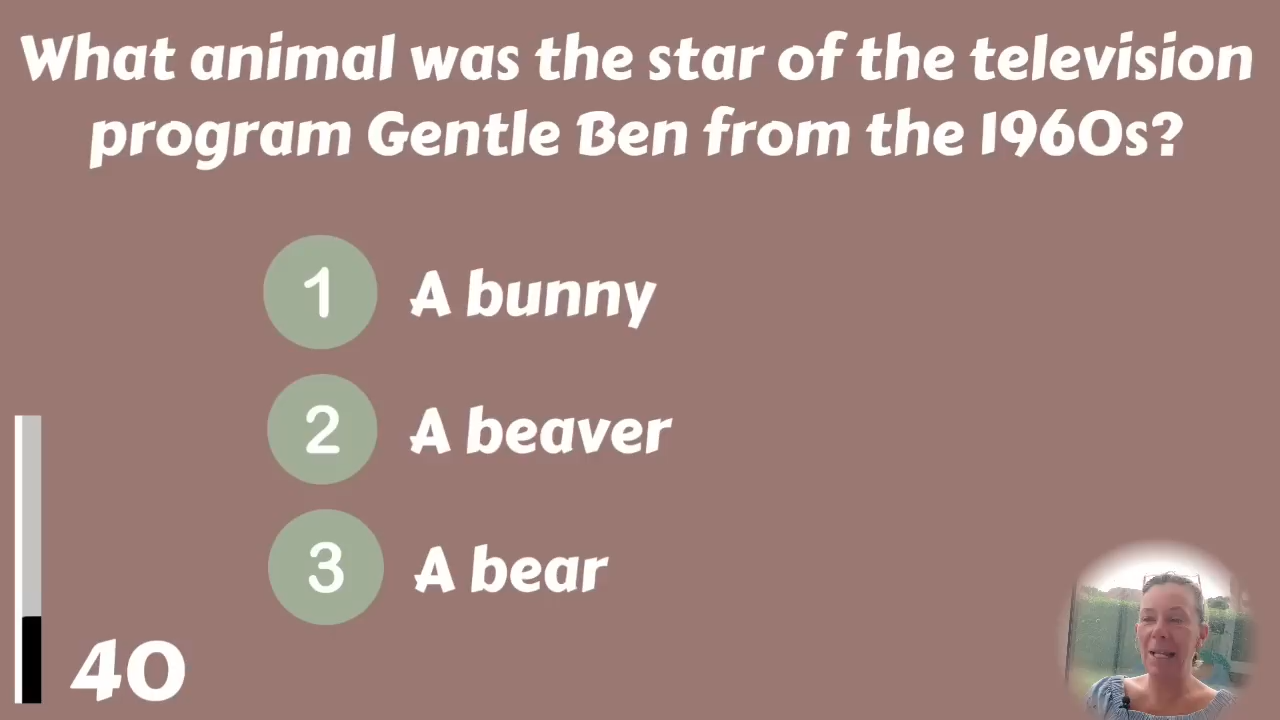 What animal was the star of the television
program Gentle Ben from the 1960s?
1 A bunny
2 A beaver
3 A bear
40